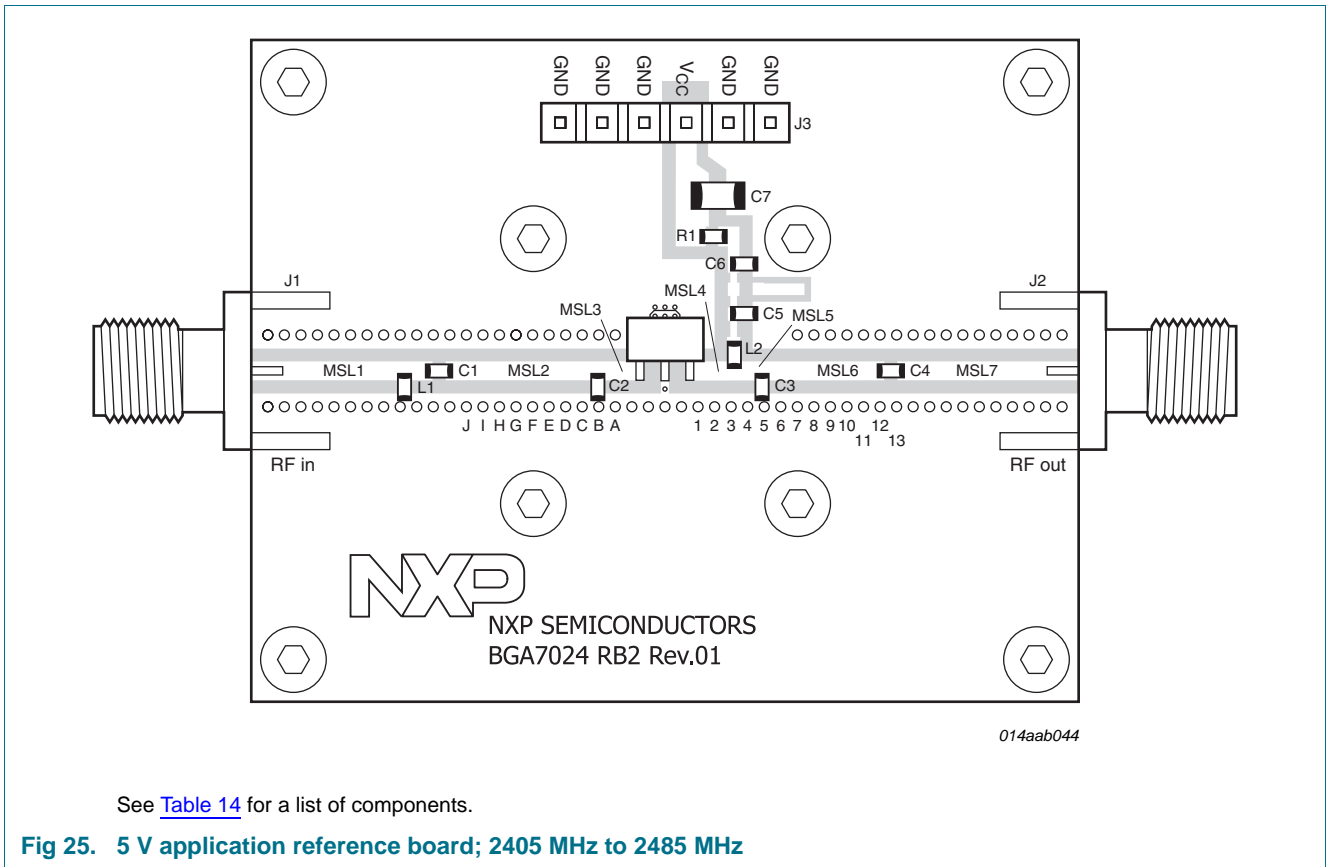 GND GND GND VCC GND GND
J3
C7
R1
C6
J1
J2
MSL4
MSL3
C5
MSL5
L2
MSL1
C1
MSL2
MSL6
C4
MSL7
L1
C2
C3
J I H G F E D C B A
1 2 3 4 5 6 7 8 9 10 12
11 13
RF in
RF out
NXP
NXP SEMICONDUCTORS
BGA7024 RB2 Rev.01
014aab044
See Table 14 for a list of components.
Fig 25. 5 V application reference board; 2405 MHz to 2485 MHz